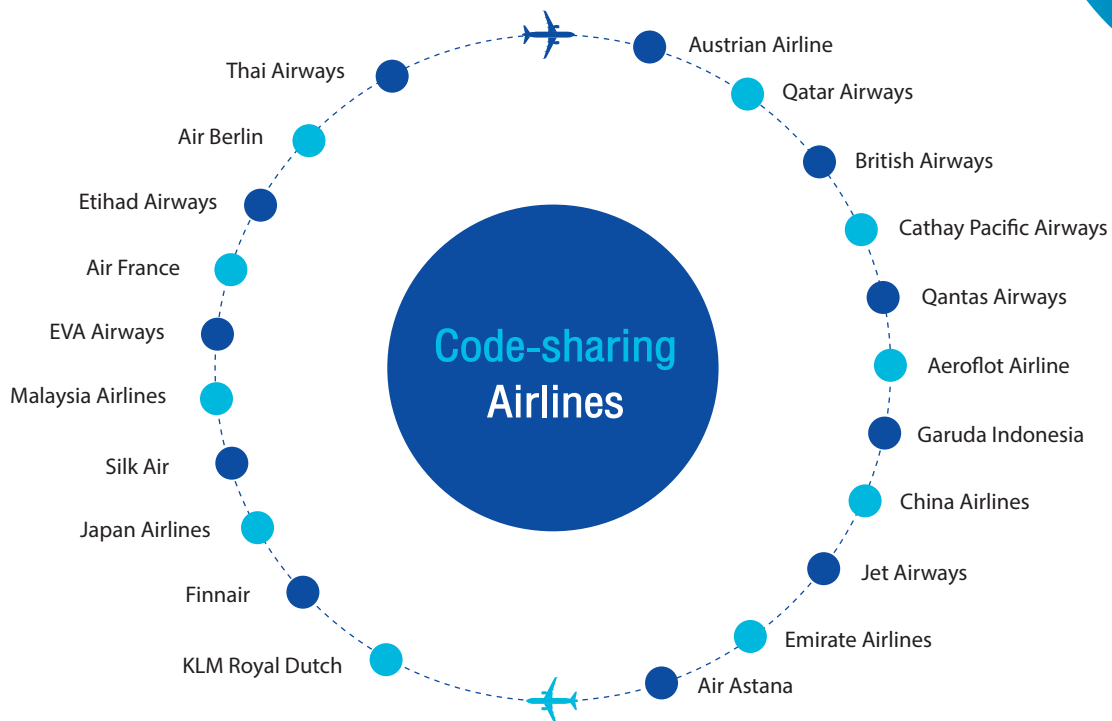 Thai Airways
Air Berlin
Etihad Airways
Air France
EVA Airways
Malaysia Airlines
Silk Air
Japan Airlines
Finnair
KLM Royal Dutch
Code-sharing
Airlines
Austrian Airline
Qatar Airways
British Airways
Cathay Pacific Airways
Qantas Airways
Aeroflot Airline
Garuda Indonesia
China Airlines
Jet Airways
Emirate Airlines
Air Astana